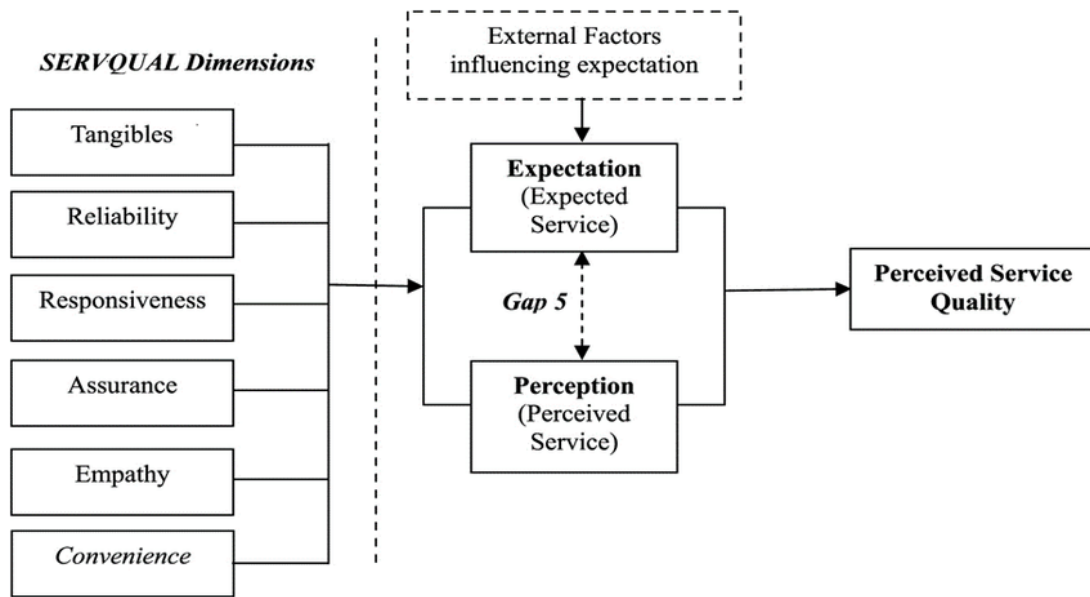 SERVQUAL Dimensions
Tangibles
Reliability
Responsiveness
Assurance
Empathy
Convenience
External Factors
influencing expectation
Expectation
(Expected
Service)
Gap 5
Perception
(Perceived
Service)
Perceived Service
Quality